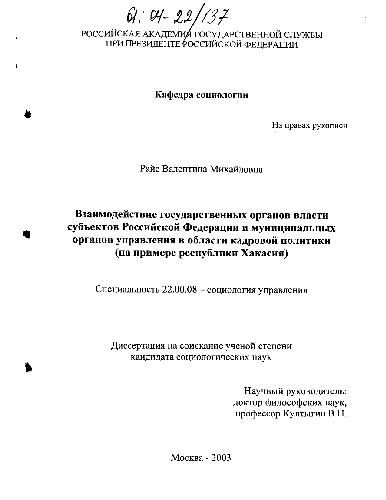 61:04-22/137
РОССИЙСКАЯ АКАДЕМИЯ ГОСУДАРСТВЕННОЙ СЛУЖБЫ
ПРИ ПРЕЗИДЕНТЕ РОССИЙСКОЙ ФЕДЕРАЦИИ
Кафедра социологии
На правах рукописи
Райс Валентина Михайловна
Взаимодействие государственных органов власти
субъектов Российской Федерации и муниципальных
органов управления в области кадровой политики
(на примере республики Хакасия)
Специальность 22.00.08 – социология управления
Диссертация на соискание ученой степени
кандидата социологических наук
Научный руководитель:
доктор философских наук,
профессор Култыгин В.П.
Москва - 2003